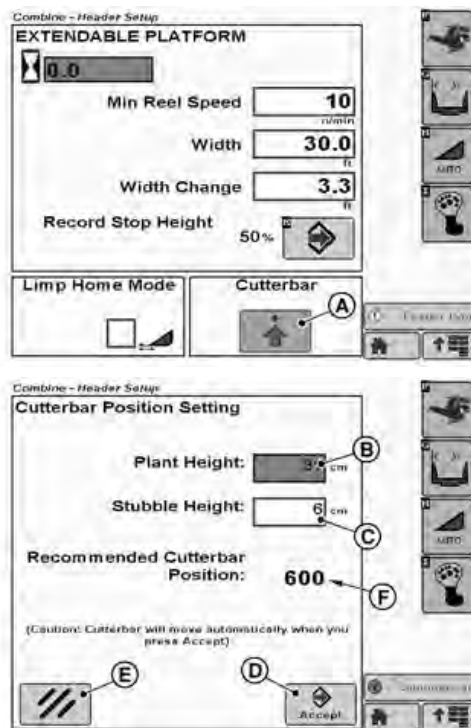 Combine - Header Setup
EXTENDABLE PLATFORM
0.0
Min Reel Speed 10
n/min
Width 30.0
ft
Width Change 3.3
ft
Record Stop Height
50%
Limp Home Mode
Cutterbar
A
AUTO
Combine - Header Setup
Cutterbar Position Setting
Plant Height: cm
B
Stubble Height: 6 cm
C
Recommended Cutterbar
Position: 600
F
(Caution: Cutterbar will move automatically when you
press Accept)
E
D
Accept
AUTO